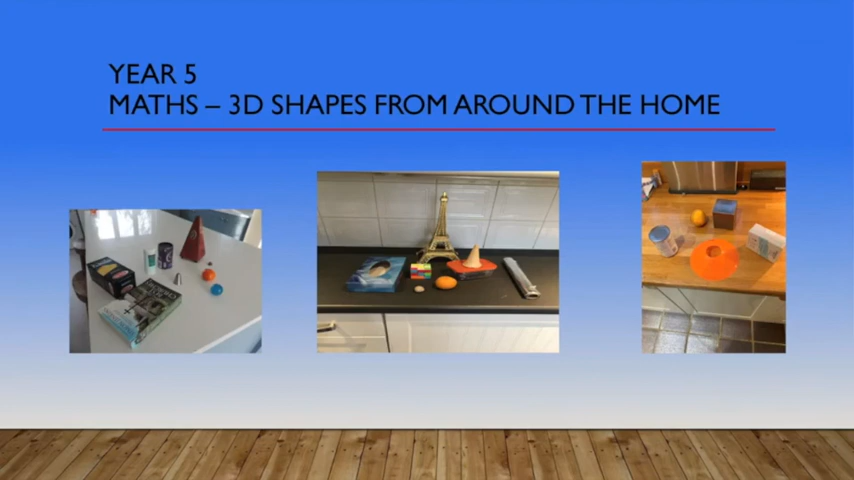 YEAR 5
MATHS – 3D SHAPES FROM AROUND THE HOME